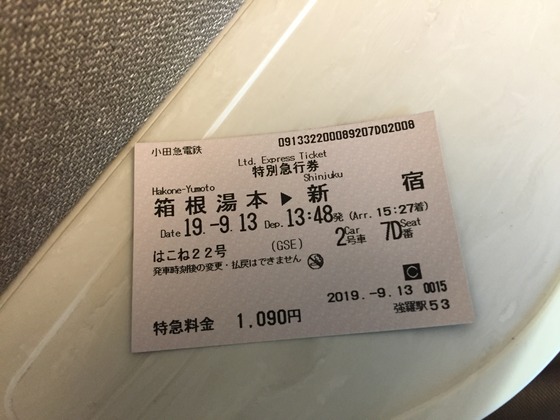 小田急電鉄 091332200089207D02008
Ltd. Express Ticket
特別急行券
Hakone-Yumoto Shinjuku
箱根湯本 ▶ 新宿
Date 19.-9.13 Dep. 13:48発 (Arr. 15:27着)
はこね22号 (GSE) 2 Car 号車 7D Seat 番
発車時刻後の変更・払戻はできません
C
2019.-9.13 0015
特急料金 1,090円 強羅駅53